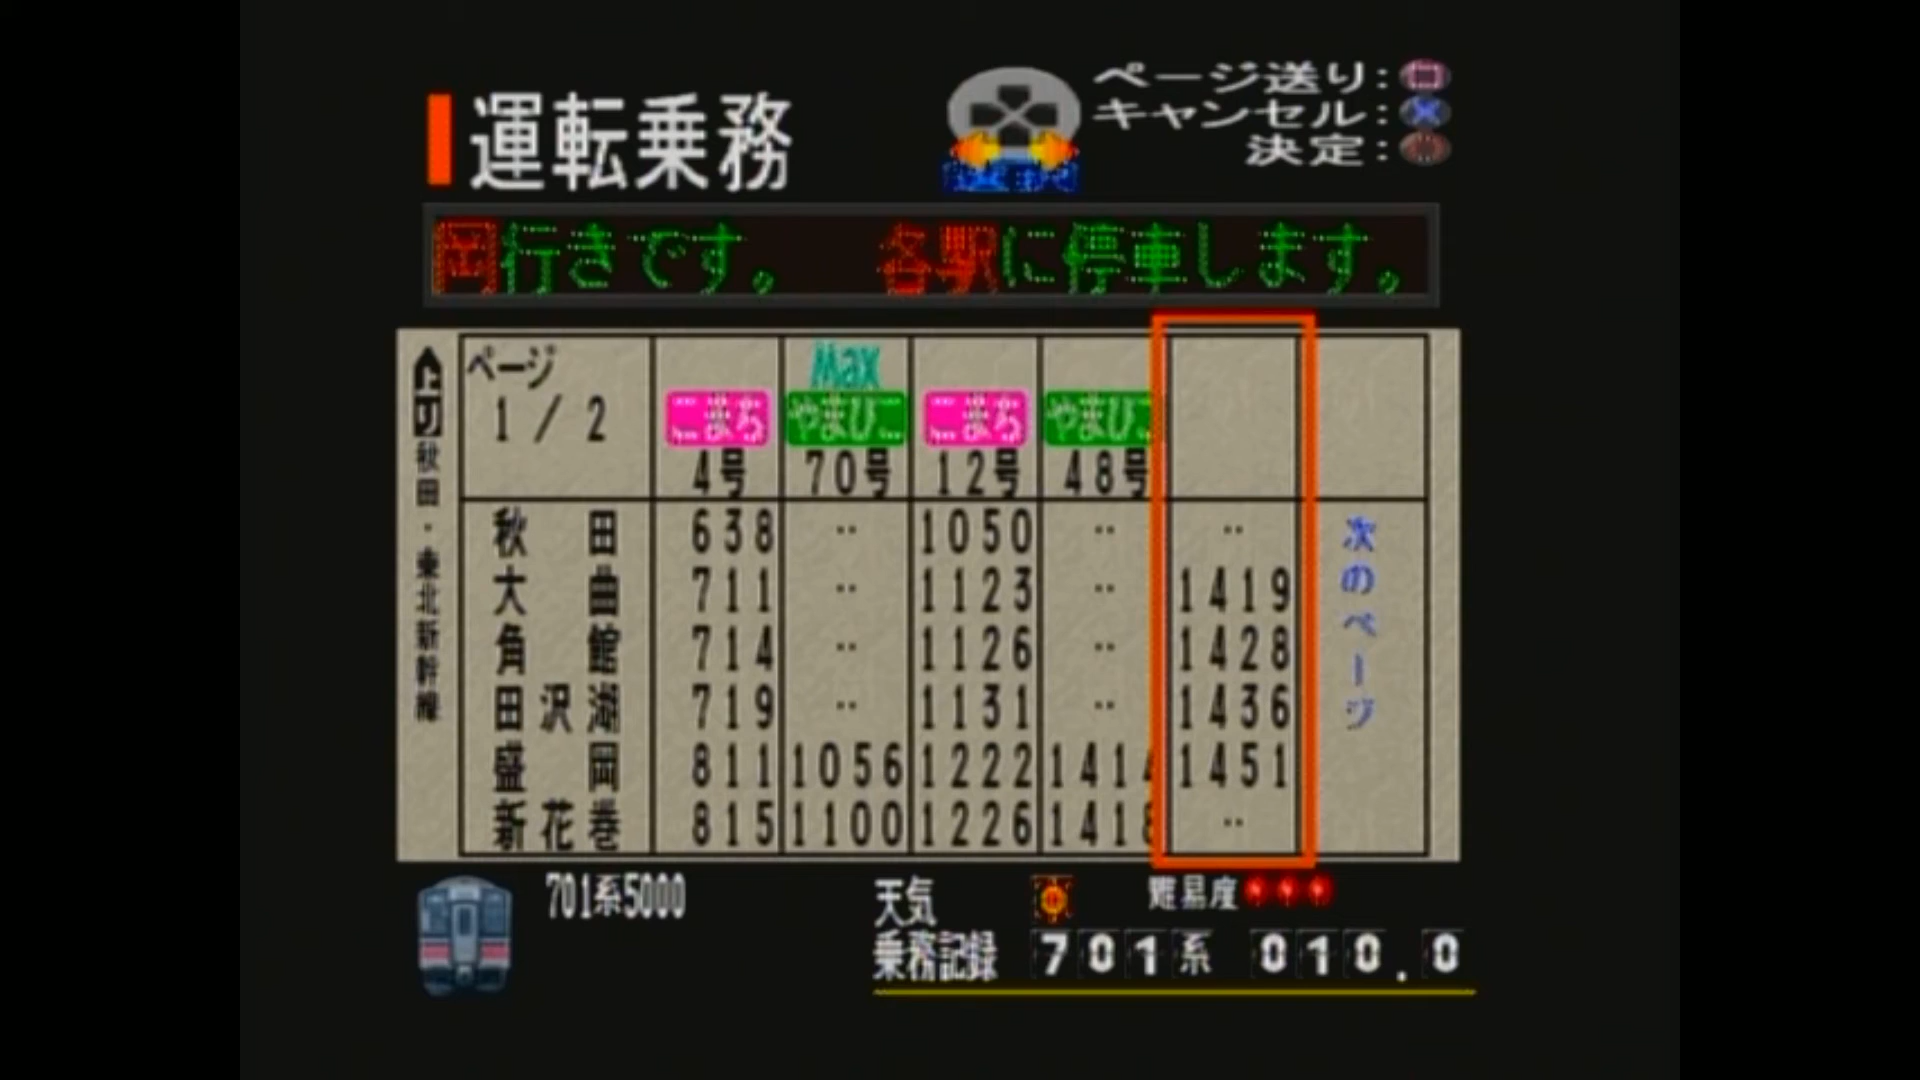 運転乗務
ページ送り:
キャンセル:
決定:
岡行きです。 各駅に停車します。
上り
秋田・東北新幹線
ページ
1/2
Max
こまち やまびこ こまち やまびこ
4号 70号 12号 48号
秋田 638 ‥ 1050 ‥ ‥
大曲 711 ‥ 1123 ‥ 1419
角館 714 ‥ 1126 ‥ 1428
田沢湖 719 ‥ 1131 ‥ 1436
盛岡 811 1056 1222 1414 1451
新花巻 815 1100 1226 1418 ‥
次のページ
701系5000
天気
難易度
乗務記録 701系 010.0